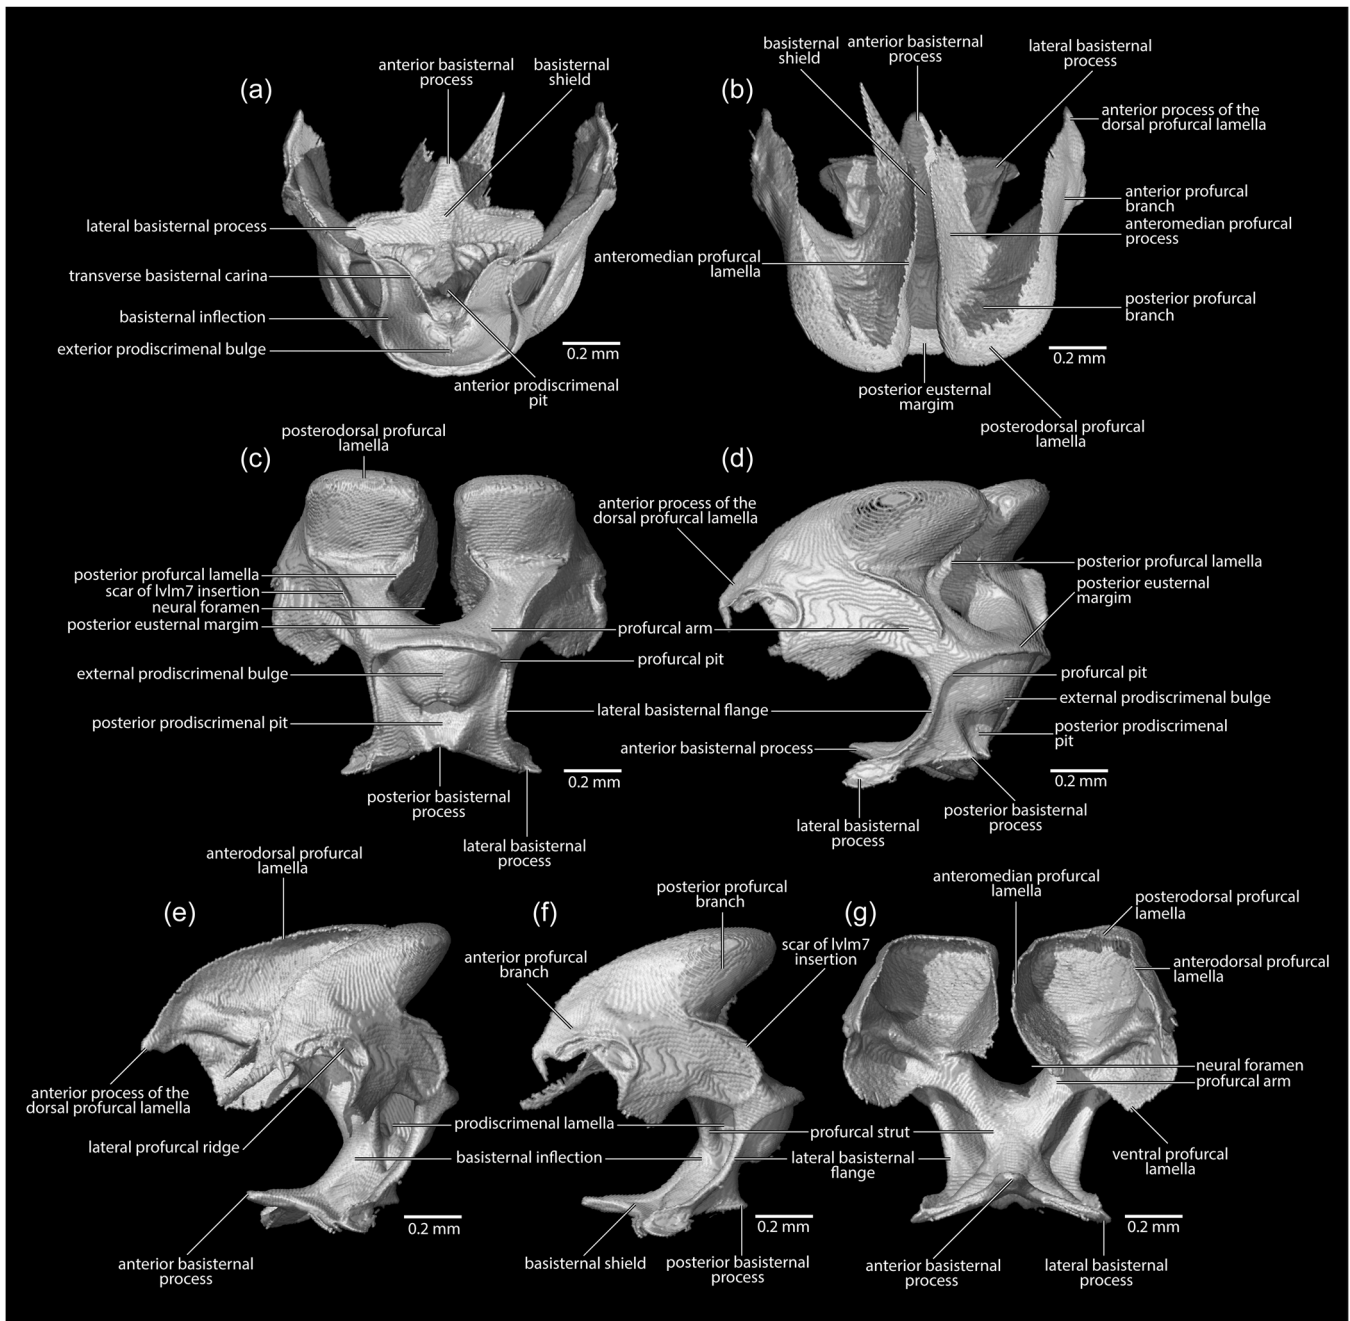 (a)
anterior basisternal
process
basisternal
shield
lateral basisternal process
transverse basisternal carina
basisternal inflection
exterior prodiscrimenal bulge
0.2 mm
anterior prodiscrimenal
pit
(b)
basisternal
shield
anterior basisternal
process
lateral basisternal
process
anterior process of the
dorsal profurcal lamella
anterior profurcal
branch
anteromedian profurcal
process
anteromedian profurcal
lamella
posterior profurcal
branch
0.2 mm
posterior eusternal
margim
posterodorsal profurcal
lamella
(c)
posterodorsal profurcal
lamella
posterior profurcal lamella
scar of lvlm7 insertion
neural foramen
posterior eusternal margim
profurcal arm
profurcal pit
external prodiscrimenal bulge
lateral basisternal flange
posterior prodiscrimenal pit
0.2 mm
posterior basisternal
process
lateral basisternal
process
(d)
anterior process of the
dorsal profurcal lamella
posterior profurcal lamella
posterior eusternal
margim
profurcal pit
external prodiscrimenal bulge
posterior prodiscrimenal
pit
anterior basisternal process
0.2 mm
posterior basisternal
process
lateral basisternal
process
(e)
anterodorsal profurcal
lamella
anterior process of the
dorsal profurcal lamella
lateral profurcal ridge
prodiscrimenal lamella
basisternal inflection
0.2 mm
anterior basisternal
process
(f)
posterior profurcal
branch
anterior profurcal
branch
scar of lvlm7
insertion
profurcal strut
lateral basisternal
flange
0.2 mm
basisternal shield
posterior basisternal
process
(g)
anteromedian profurcal
lamella
posterodorsal profurcal
lamella
anterodorsal profurcal
lamella
neural foramen
profurcal arm
ventral profurcal
lamella
0.2 mm
anterior basisternal
process
lateral basisternal
process